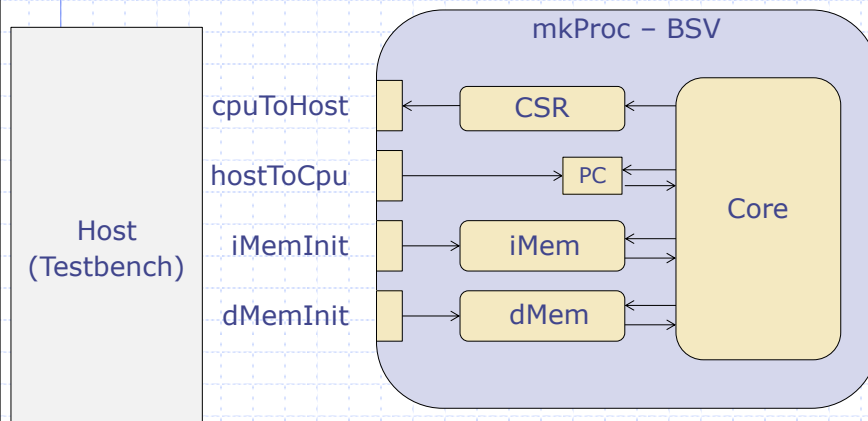 mkProc – BSV
cpuToHost
CSR
hostToCpu
PC
Core
Host
(Testbench)
iMemInit
iMem
dMemInit
dMem